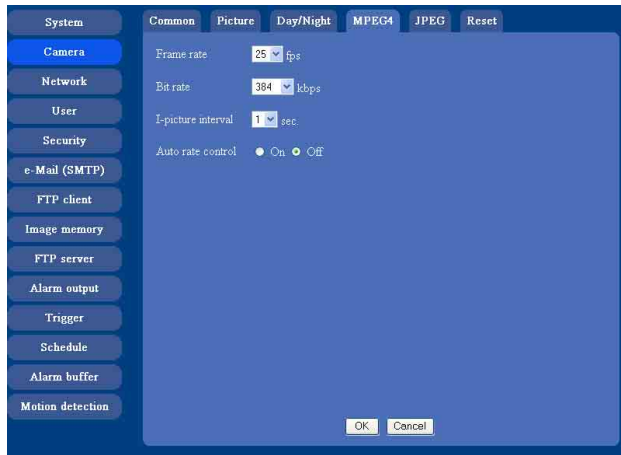 System
Camera
Network
User
Security
e-Mail (SMTP)
FTP client
Image memory
FTP server
Alarm output
Trigger
Schedule
Alarm buffer
Motion detection
Common Picture Day/Night MPEG4 JPEG Reset
Frame rate 25 fps
Bit rate 384 kbps
I-picture interval 1 sec.
Auto rate control On Off
OK Cancel